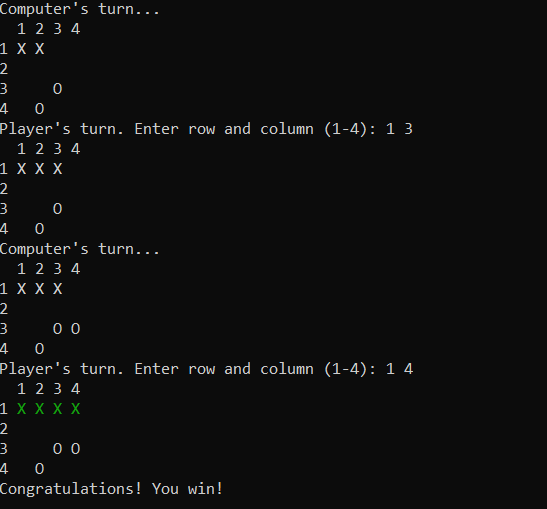 Computer's turn...
  1 2 3 4
1 X X
2
3     O
4   O
Player's turn. Enter row and column (1-4): 1 3
  1 2 3 4
1 X X X
2
3     O
4   O
Computer's turn...
  1 2 3 4
1 X X X
2
3     O O
4   O
Player's turn. Enter row and column (1-4): 1 4
  1 2 3 4
1 X X X X
2
3     O O
4   O
Congratulations! You win!